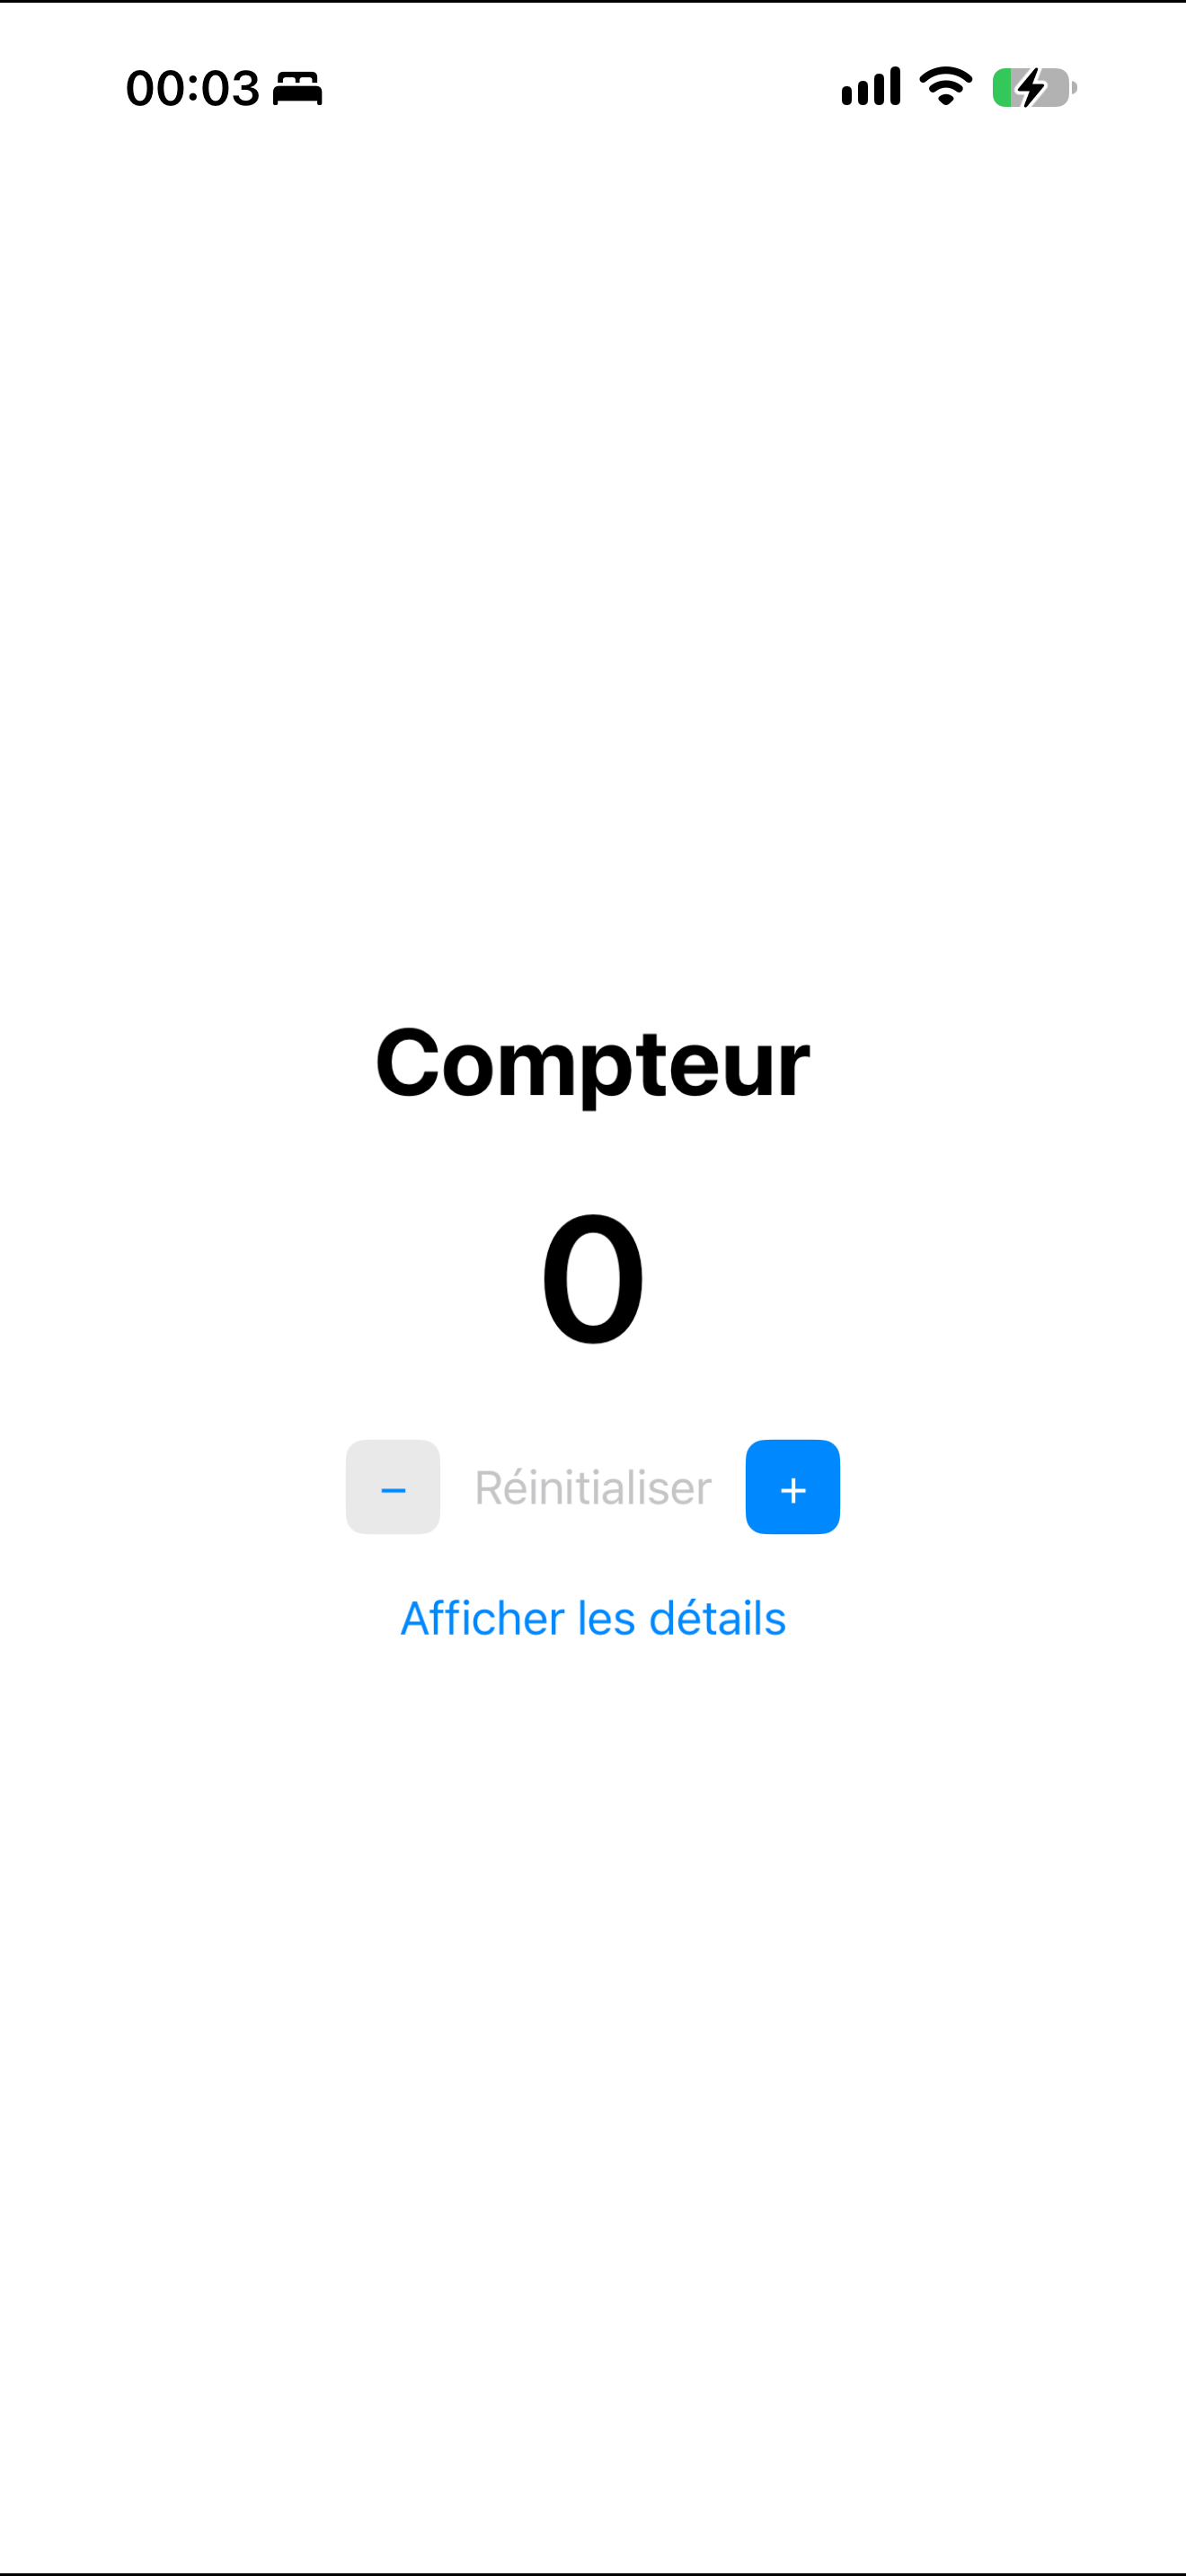 00:03
Compteur
0
− Réinitialiser +
Afficher les détails